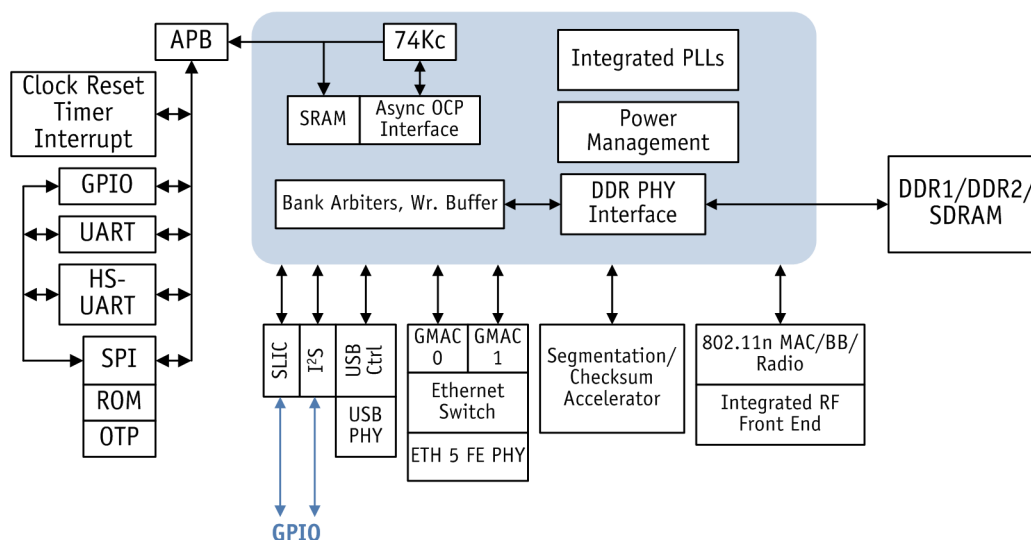 APB
74Kc
Integrated PLLs
Clock Reset
Timer
Interrupt
SRAM
Async OCP
Interface
Power
Management
GPIO
Bank Arbiters, Wr. Buffer
DDR PHY
Interface
DDR1/DDR2/
SDRAM
UART
HS-
UART
SPI
ROM
OTP
SLIC
I²S
USB
Ctrl
USB
PHY
GMAC
0
GMAC
1
Ethernet
Switch
ETH 5 FE PHY
Segmentation/
Checksum
Accelerator
802.11n MAC/BB/
Radio
Integrated RF
Front End
GPIO